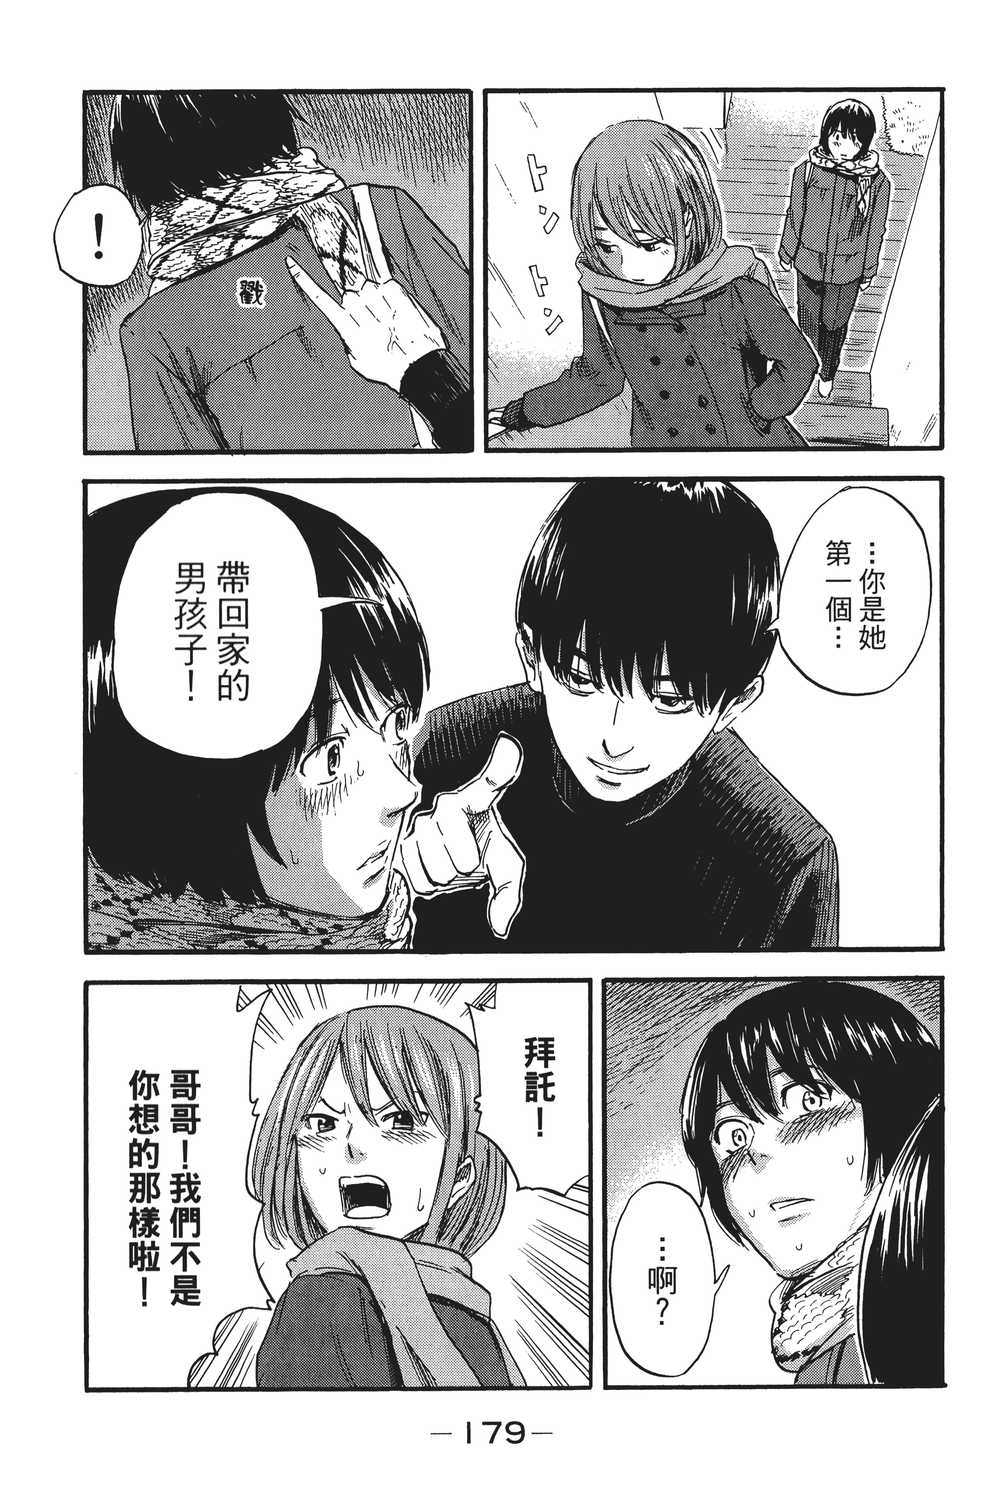 トン
トン
！
戳
…你是她
第一個…
帶回家的
男孩子！
…啊？
拜託！
哥哥！我們不是
你想的那樣啦！
—179—